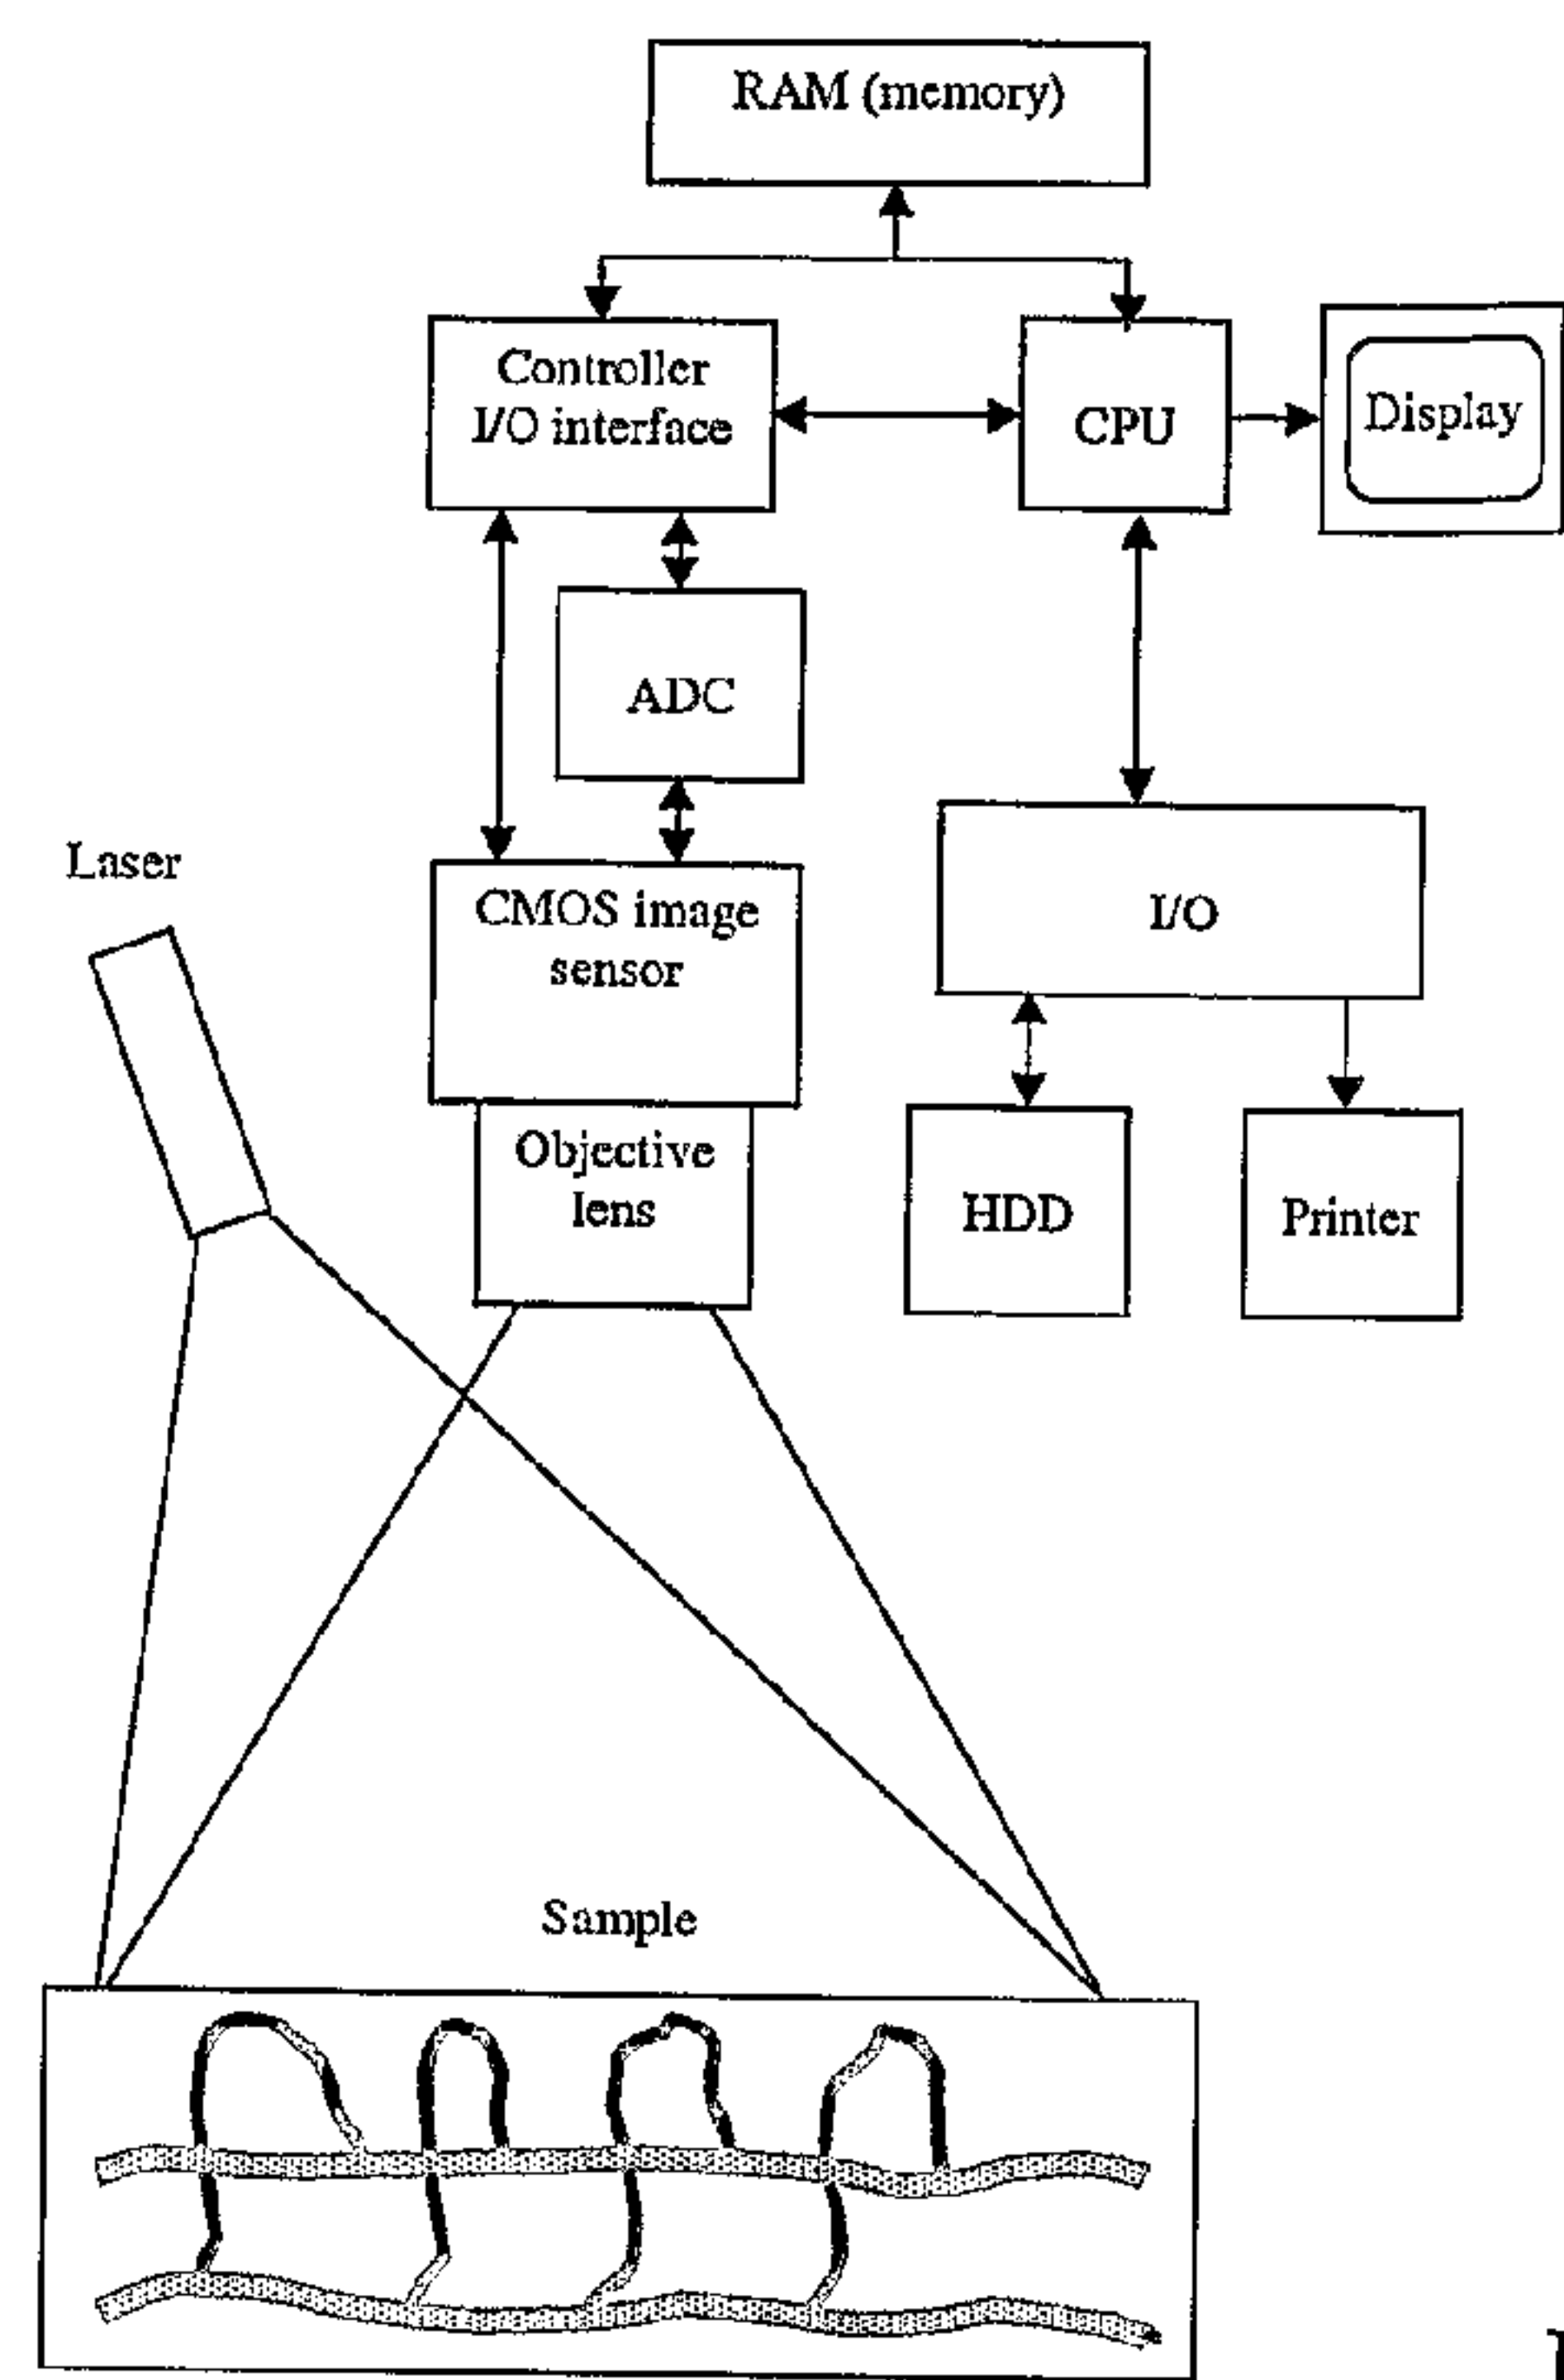 RAM (memory)
Controller
I/O interface
CPU
Display
ADC
Laser
CMOS image
sensor
I/O
Objective
lens
HDD
Printer
Sample